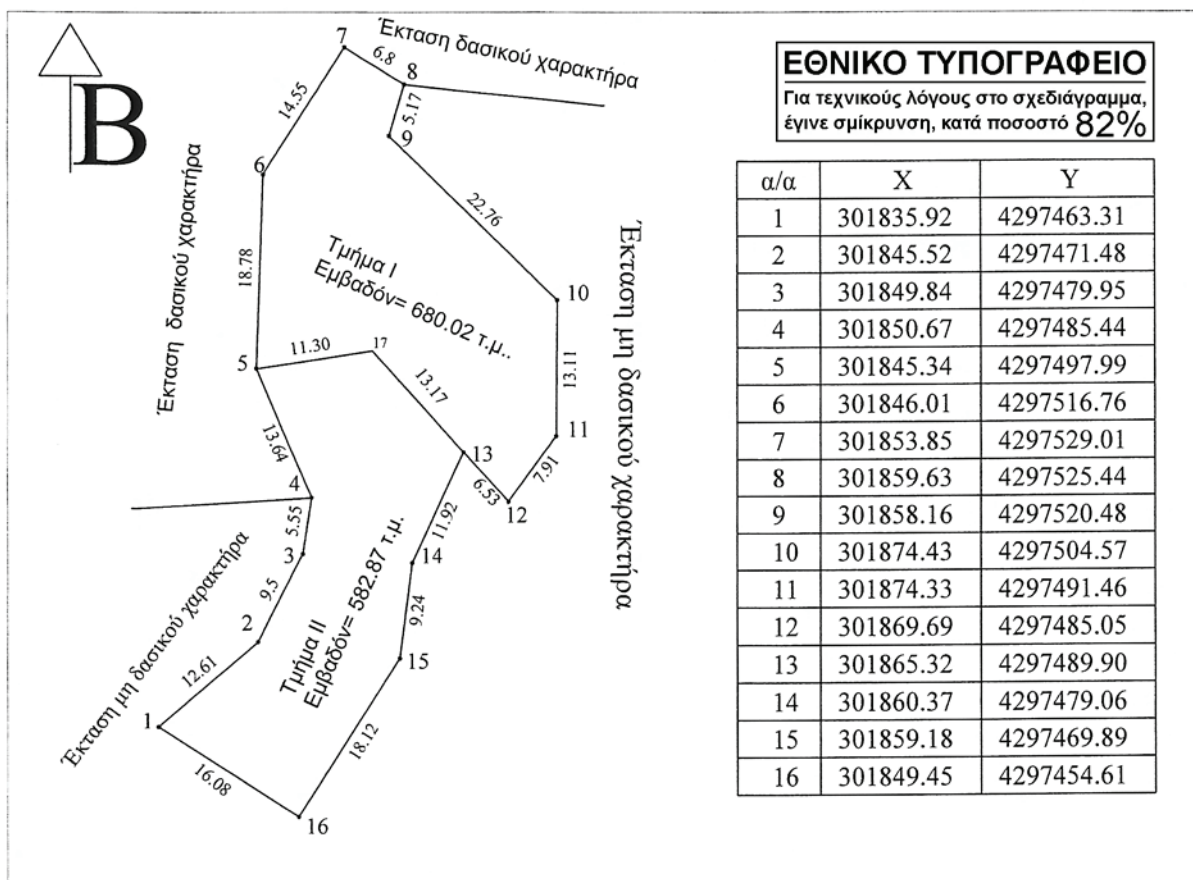 Έκταση δασικού χαρακτήρα
B
7
6.8
8
5.17
9
14.55
6
22.76
Έκταση δασικού χαρακτήρα
18.78
Τμήμα Ι
Εμβαδόν= 680.02 τ.μ..
10
Έκταση μη δασικού χαρακτήρα
5
11.30
17
13.17
13.11
11
13.64
13
6.53
7.91
12
4
5.55
11.92
3
14
9.5
2
9.24
Τμήμα ΙΙ
Εμβαδόν= 582.87 τ.μ.
15
Έκταση μη δασικού χαρακτήρα
12.61
1
18.12
16.08
16
ΕΘΝΙΚΟ ΤΥΠΟΓΡΑΦΕΙΟ
Για τεχνικούς λόγους στο σχεδιάγραμμα,
έγινε σμίκρυνση, κατά ποσοστό 82%
α/α X Y
1 301835.92 4297463.31
2 301845.52 4297471.48
3 301849.84 4297479.95
4 301850.67 4297485.44
5 301845.34 4297497.99
6 301846.01 4297516.76
7 301853.85 4297529.01
8 301859.63 4297525.44
9 301858.16 4297520.48
10 301874.43 4297504.57
11 301874.33 4297491.46
12 301869.69 4297485.05
13 301865.32 4297489.90
14 301860.37 4297479.06
15 301859.18 4297469.89
16 301849.45 4297454.61